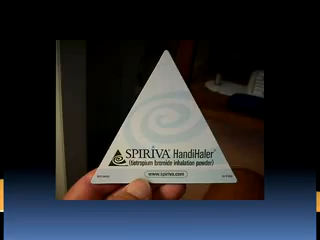 SPIRIVA® HandiHaler®
(tiotropium bromide inhalation powder)
www.spiriva.com